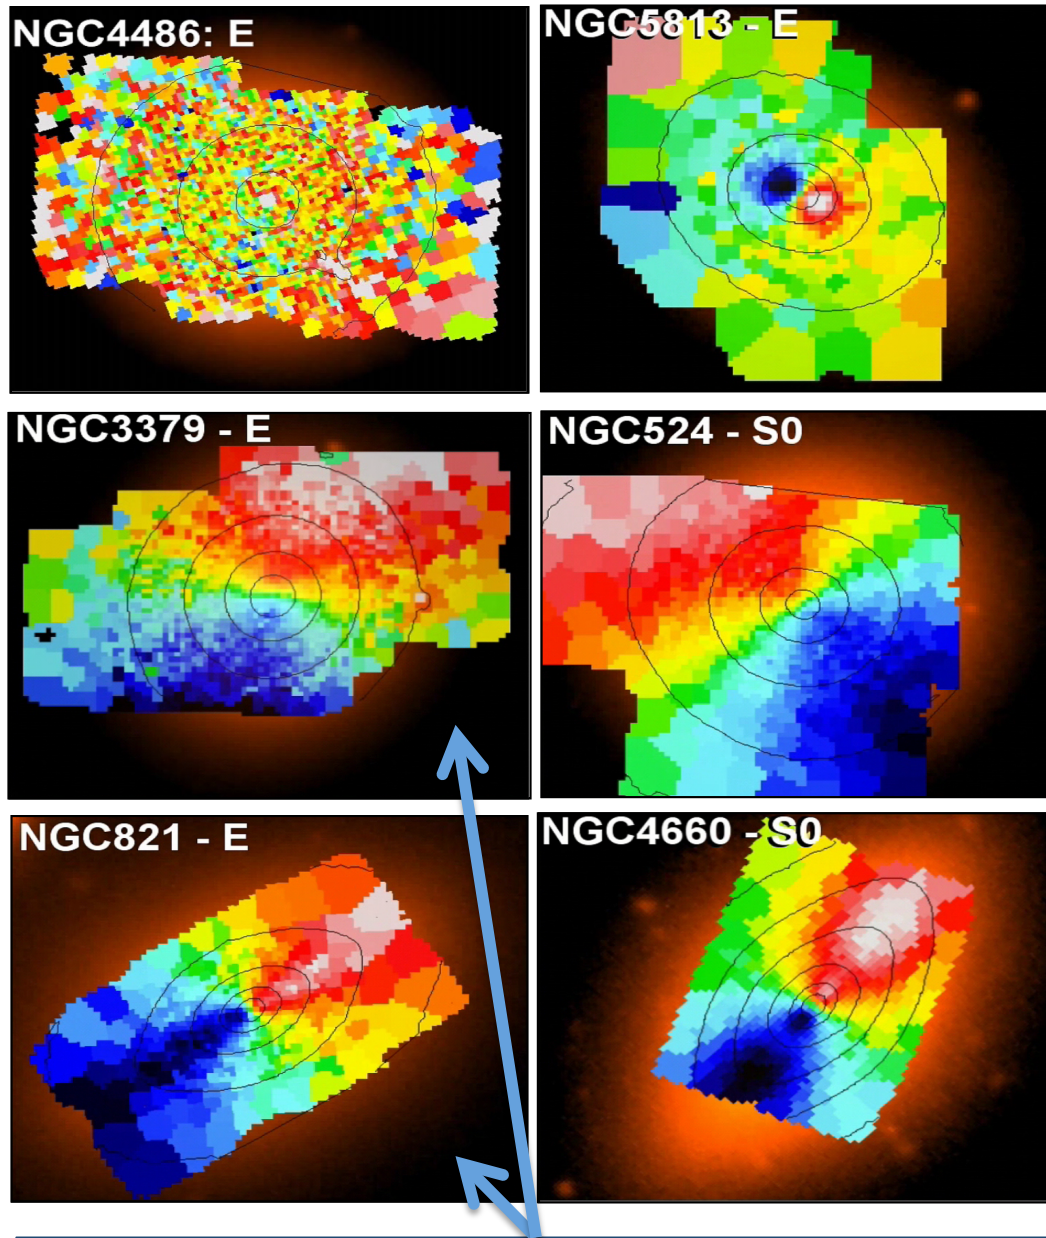 NGC4486: E
NGC5813 - E
NGC3379 - E
NGC524 - S0
NGC821 - E
NGC4660 - S0